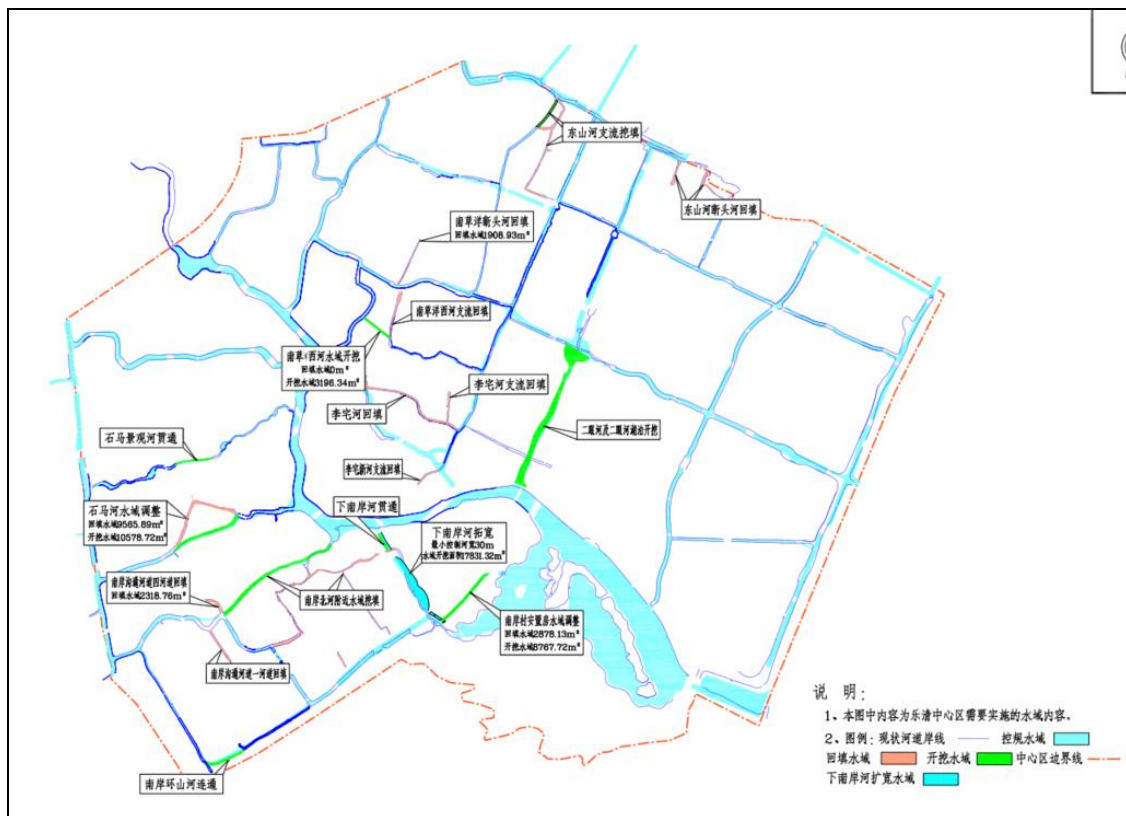 东山河支流挖填
东山河断头河回填
南草洋断头河回填
回填水域1908.93m²
南草洋西河支流回填
西河水域开挖
回填水域0m²
开挖水域3196.34m²
李宅河支流回填
李宅河回填
二环河及二环河湖泊开挖
石马景观河贯通
李宅新河支流回填
石马河水域调整
回填水域9565.89m²
开挖水域10578.72m²
下南岸河贯通
下南岸河拓宽
最小控制河宽30m
水域开挖面积17831.32m²
南岸沟通河道四河道回填
回填水域2318.76m²
南岸北河附近水域挖填
南岸村安置房水域调整
回填水域2878.13m²
开挖水域8767.72m²
南岸沟通河道一河道回填
南岸环山河连通
说 明：
1、本图中内容为乐清中心区需要实施的水域内容。
2、图例：现状河道岸线 控规水域
回填水域 开挖水域 中心区边界线
下南岸河扩宽水域